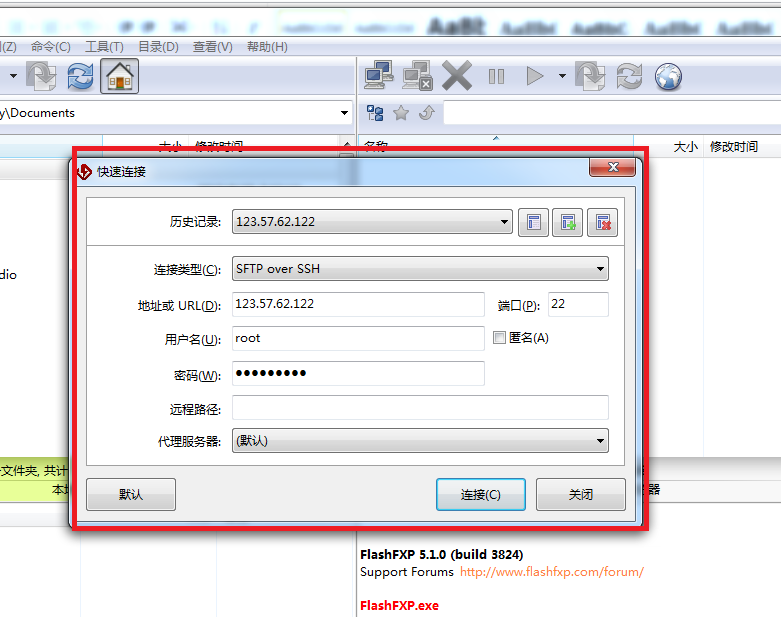 AaBt
(Z) 命令(C) 工具(T) 目录(D) 查看(V) 帮助(H)
y\Documents
大小 修改时间 名称 大小 修改时间
快速连接
历史记录: 123.57.62.122
连接类型(C): SFTP over SSH
dio
地址或 URL(D): 123.57.62.122 端口(P): 22
用户名(U): root 匿名(A)
密码(W): ●●●●●●●●●
远程路径:
代理服务器: (默认)
文件夹, 共计
默认 连接(C) 关闭
FlashFXP 5.1.0 (build 3824)
Support Forums http://www.flashfxp.com/forum/
FlashFXP.exe